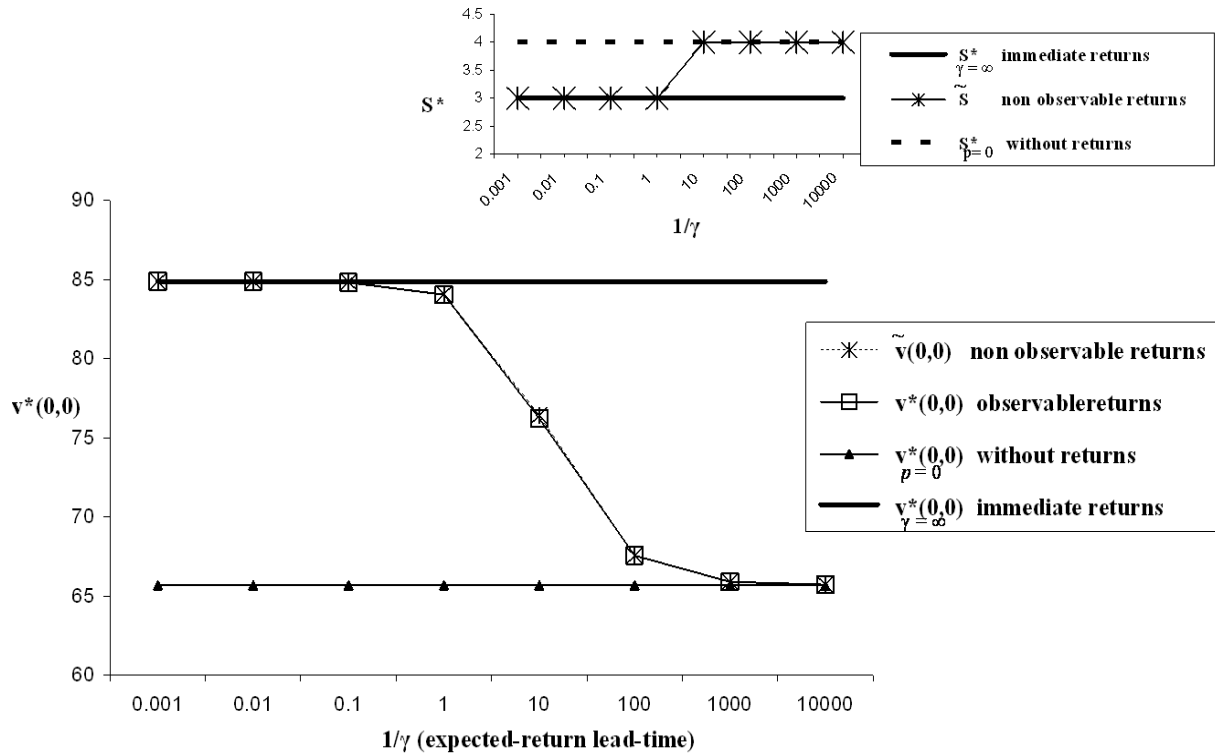 4.5
4
3.5
3
2.5
2
S*
0.001 0.01 0.1 1 10 100 1000 10000
1/γ
S* immediate returns
γ = ∞
S̃ non observable returns
S* without returns
p= 0
90
85
80
75
70
65
60
v*(0,0)
0.001 0.01 0.1 1 10 100 1000 10000
1/γ (expected-return lead-time)
ṽ(0,0) non observable returns
v*(0,0) observablereturns
v*(0,0) without returns
p = 0
v*(0,0) immediate returns
γ = ∞